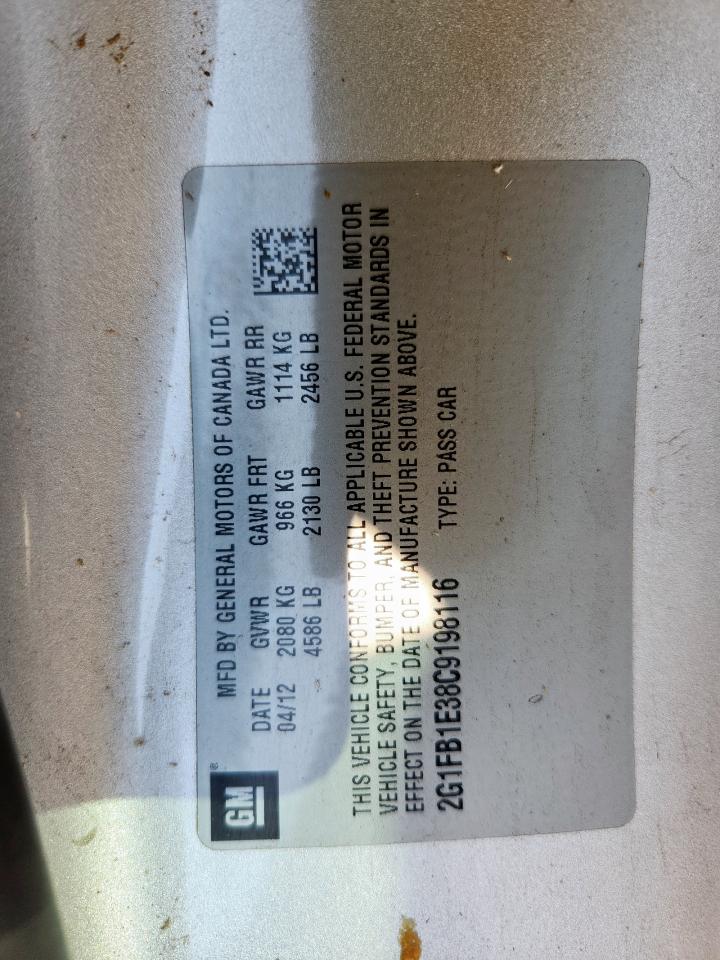 GM®
MFD BY GENERAL MOTORS OF CANADA LTD.
DATE GVWR GAWR FRT GAWR RR
04/12 2080 KG 966 KG 1114 KG
4586 LB 2130 LB 2456 LB
THIS VEHICLE CONFORMS TO ALL APPLICABLE U.S. FEDERAL MOTOR
VEHICLE SAFETY, BUMPER, AND THEFT PREVENTION STANDARDS IN
EFFECT ON THE DATE OF MANUFACTURE SHOWN ABOVE.
2G1FB1E38C9198116 TYPE: PASS CAR